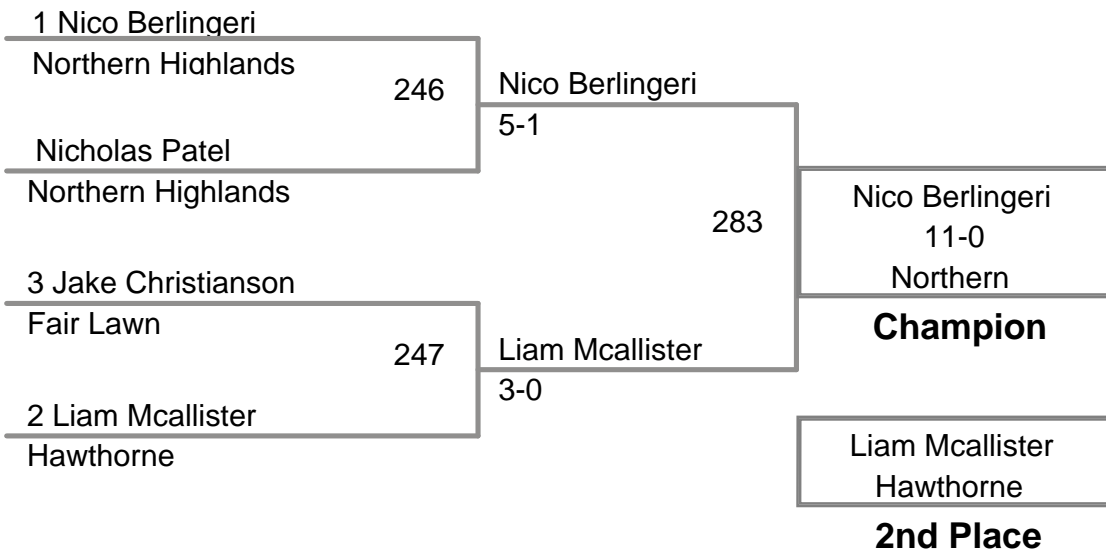 1 Nico Berlingeri
Northern Highlands
246
Nicholas Patel
Northern Highlands
Nico Berlingeri
5-1
3 Jake Christianson
Fair Lawn
247
2 Liam Mcallister
Hawthorne
Liam Mcallister
3-0
283
Nico Berlingeri
11-0
Northern
Champion
Liam Mcallister
Hawthorne
2nd Place